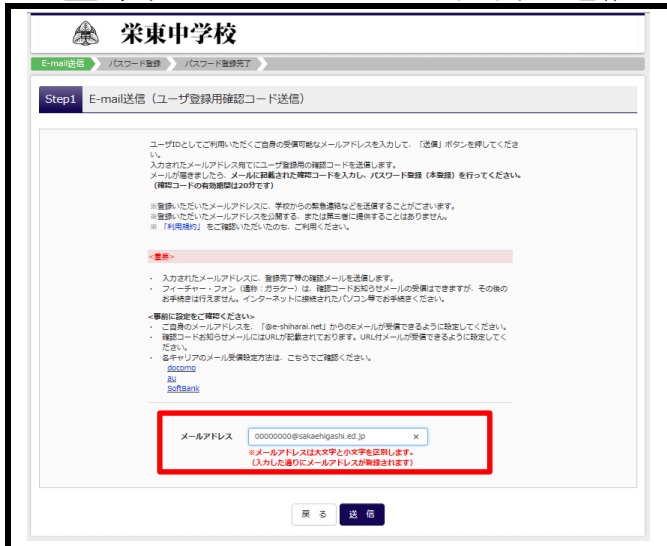 栄東中学校
E-mail送信 パスワード登録 パスワード登録完了
Step1 E-mail送信（ユーザ登録用確認コード送信）
ユーザIDとしてご利用いただくご自身の受信可能なメールアドレスを入力して、「送信」ボタンを押してくださ
い。
入力されたメールアドレス宛てにユーザ登録用の確認コードを送信します。
メールが届きましたら、メールに記載された確認コードを入力し、パスワード登録（本登録）を行ってください。
（確認コードの有効期間は20分です）
※登録いただいたメールアドレスに、学校からの緊急連絡などを送信することがございます。
※登録いただいたメールアドレスを公開する、または第三者に提供することはありません。
※「利用規約」をご確認いただいたのち、ご利用ください。
<重要>
・ 入力されたメールアドレスに、登録完了等の確認メールを送信します。
・ フィーチャー・フォン（通称：ガラケー）は、確認コードお知らせメールの受信はできますが、その後の
お手続きは行えません。インターネットに接続されたパソコン等でお手続きください。
<事前に設定をご確認ください>
・ ご自身のメールアドレスを、「@e-shiharai.net」からのEメールが受信できるように設定してください。
・ 確認コードお知らせメールにはURLが記載されております。URL付メールが受信できるように設定してく
ださい。
・ 各キャリアのメール受信設定方法は、こちらでご確認ください。
docomo
au
SoftBank
メールアドレス 00000000@sakaehigashi.ed.jp ×
※メールアドレスは大文字と小文字を区別します。
（入力した通りにメールアドレスが登録されます）
戻る 送信